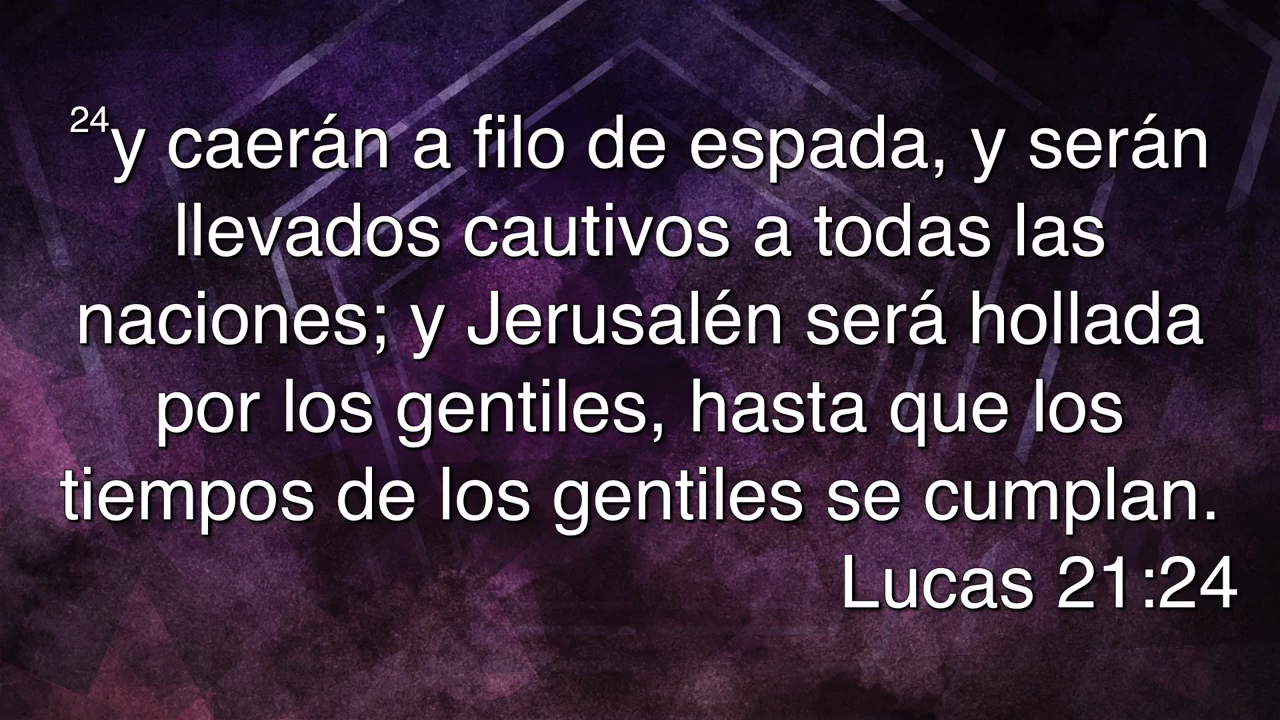 24y caerán a filo de espada, y serán
llevados cautivos a todas las
naciones; y Jerusalén será hollada
por los gentiles, hasta que los
tiempos de los gentiles se cumplan.
Lucas 21:24